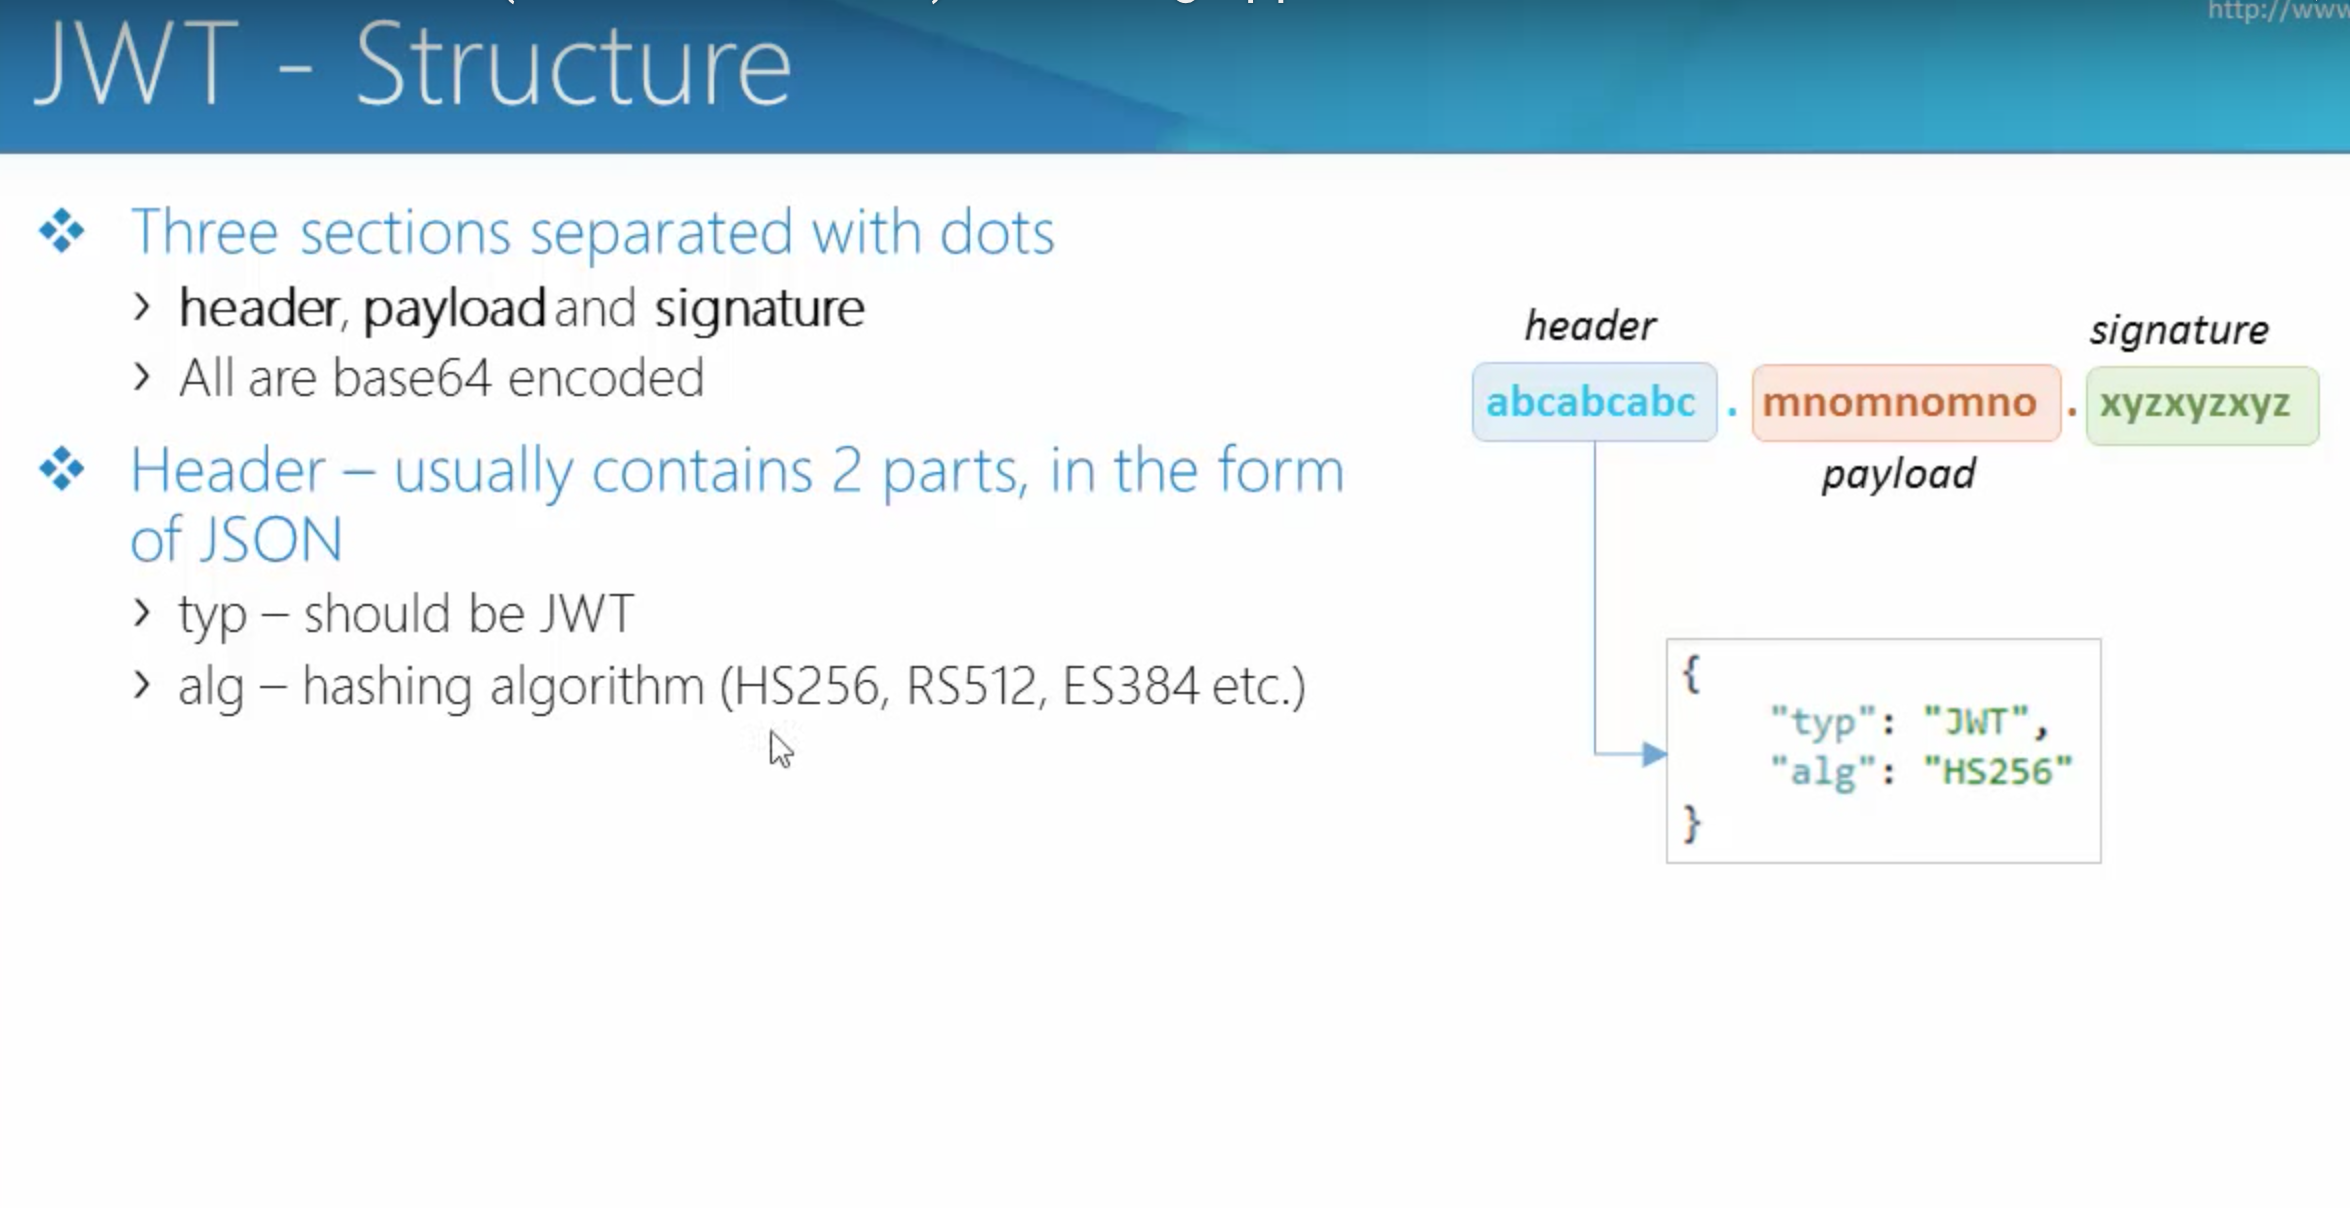 http://www
JWT - Structure
Three sections separated with dots
header, payload and signature
All are base64 encoded
Header – usually contains 2 parts, in the form
of JSON
typ – should be JWT
alg – hashing algorithm (HS256, RS512, ES384 etc.)
header
signature
abcabcabc . mnomnomno . xyzxyzxyz
payload
{
"typ": "JWT",
"alg": "HS256"
}